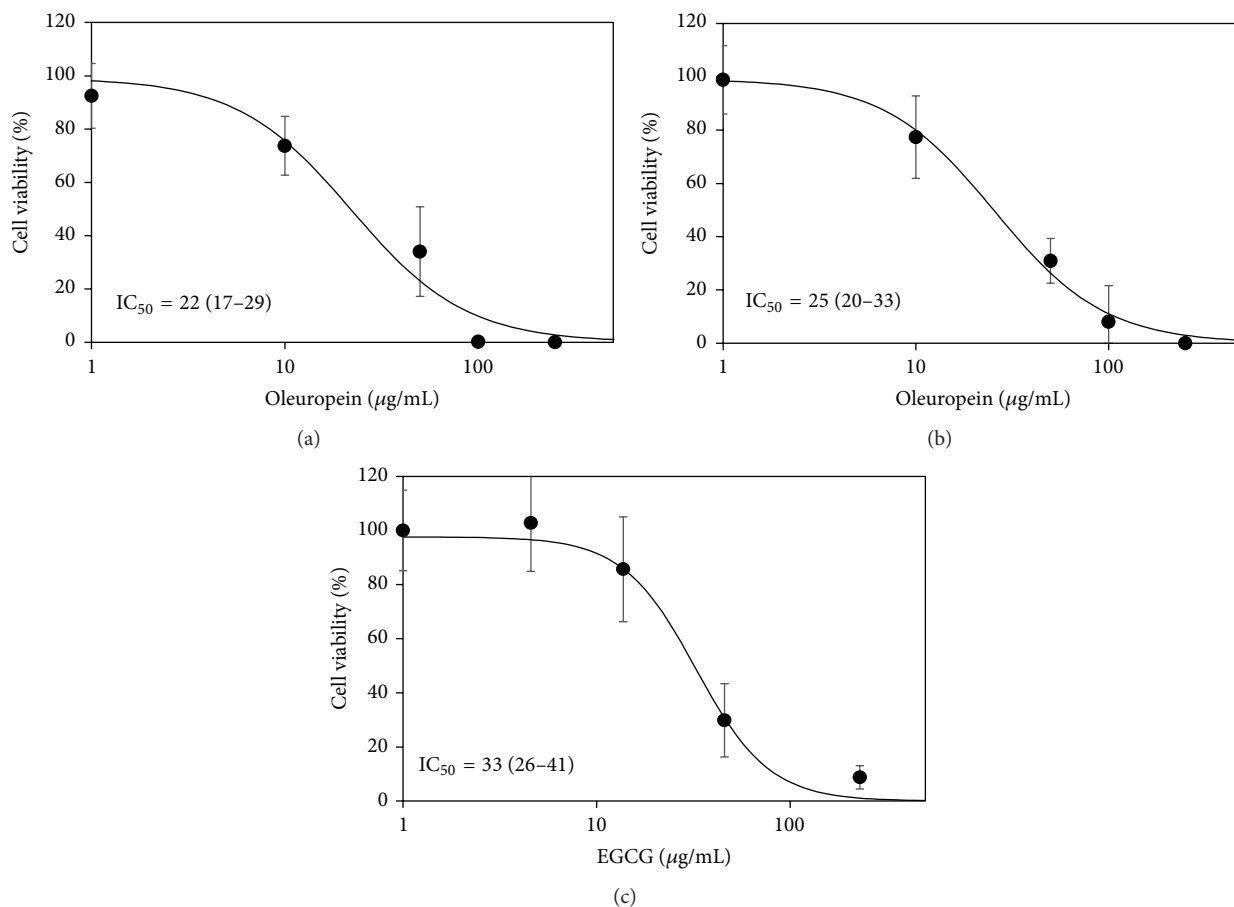 120
100
80
60
40
20
0
Cell viability (%)
IC50 = 22 (17–29)
1
10
100
Oleuropein (μg/mL)
(a)
120
100
80
60
40
20
0
Cell viability (%)
IC50 = 25 (20–33)
1
10
100
Oleuropein (μg/mL)
(b)
120
100
80
60
40
20
0
Cell viability (%)
IC50 = 33 (26–41)
1
10
100
EGCG (μg/mL)
(c)